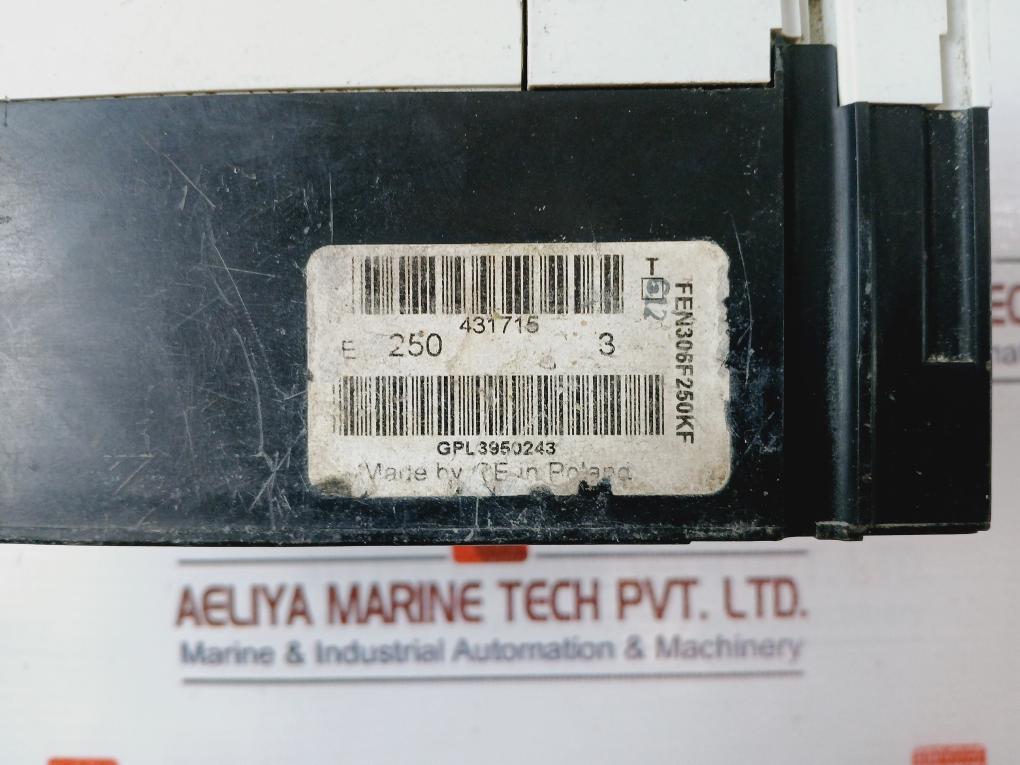 431715
E 250 3
GPL3950243
Made by GE in Poland
FEN306F250KF
AELIYA MARINE TECH PVT. LTD.
Marine & Industrial Automation & Machinery